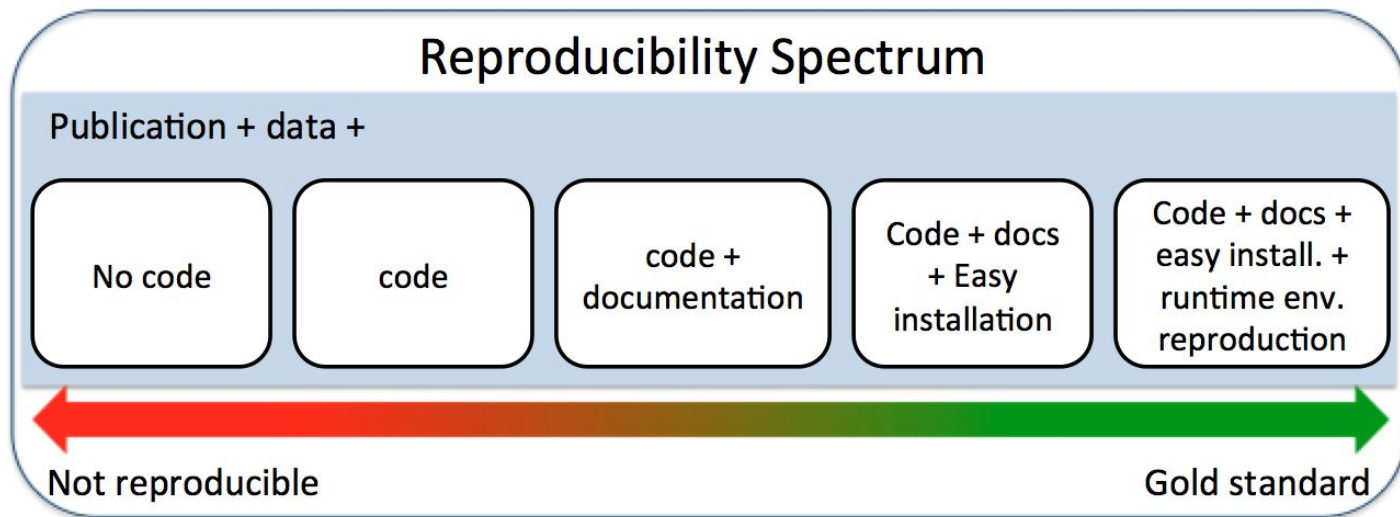 Reproducibility Spectrum
Publication + data +
No code
code
code +
documentation
Code + docs
+ Easy
installation
Code + docs +
easy install. +
runtime env.
reproduction
Not reproducible
Gold standard